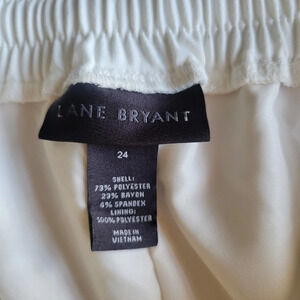 LANE BRYANT
24
SHELL:
73% POLYESTER
23% RAYON
4% SPANDEX
LINING:
100% POLYESTER
MADE IN
VIETNAM